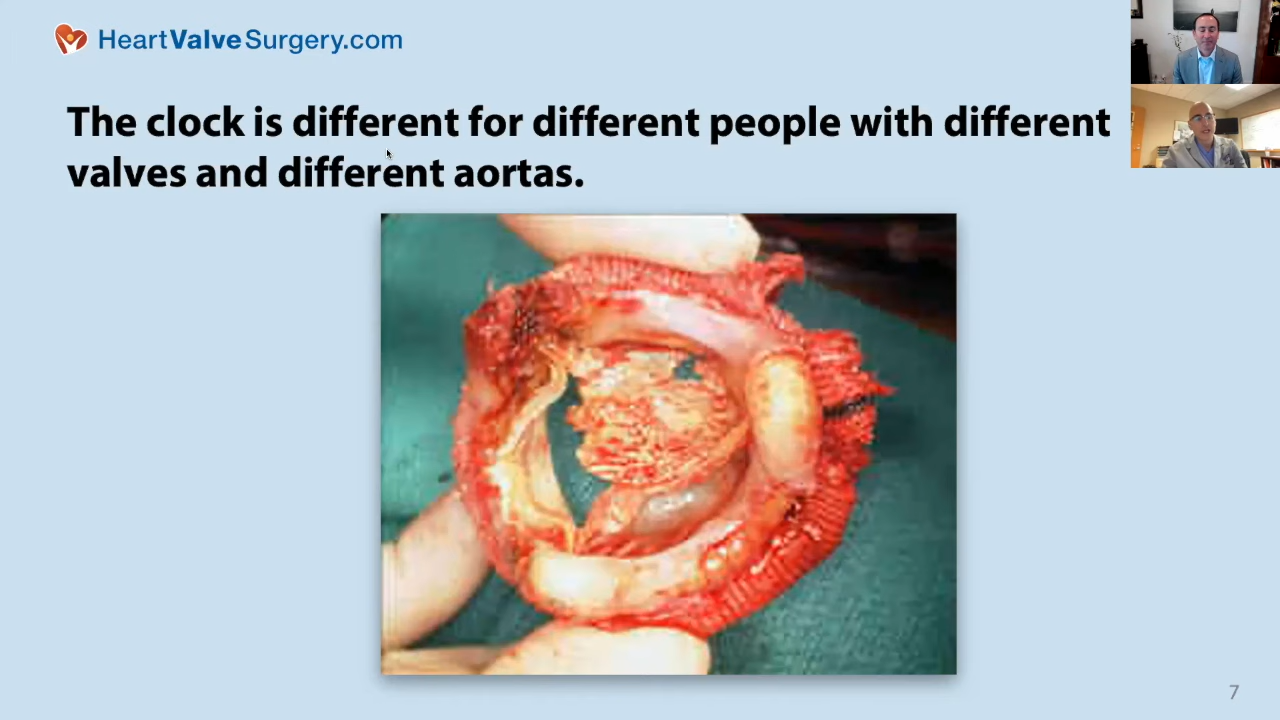 HeartValveSurgery.com
The clock is different for different people with different
valves and different aortas.
7